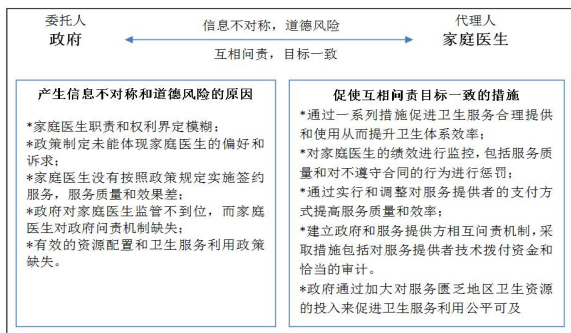 委托人
政府
信息不对称，道德风险
互相问责，目标一致
代理人
家庭医生
产生信息不对称和道德风险的原因
*家庭医生职责和权利界定模糊；
*政策制定未能体现家庭医生的偏好和
诉求；
*家庭医生没有按照政策规定实施签约
服务，服务质量和效果差；
*政府对家庭医生监管不到位，而家庭
医生对政府问责机制缺失；
*有效的资源配置和卫生服务利用政策
缺失。
促使互相问责目标一致的措施
*通过一系列措施促进卫生服务合理提供
和使用从而提升卫生体系效率；
*对家庭医生的绩效进行监控，包括服务质
量和对不遵守合同的行为进行惩罚；
*通过实行和调整对服务提供者的支付方
式提高服务质量和效率；
*建立政府和服务提供方相互问责机制，采
取措施包括对服务提供者技术拨付资金和
恰当的审计。
*政府通过加大对服务匮乏地区卫生资源
的投入来促进卫生服务利用公平可及